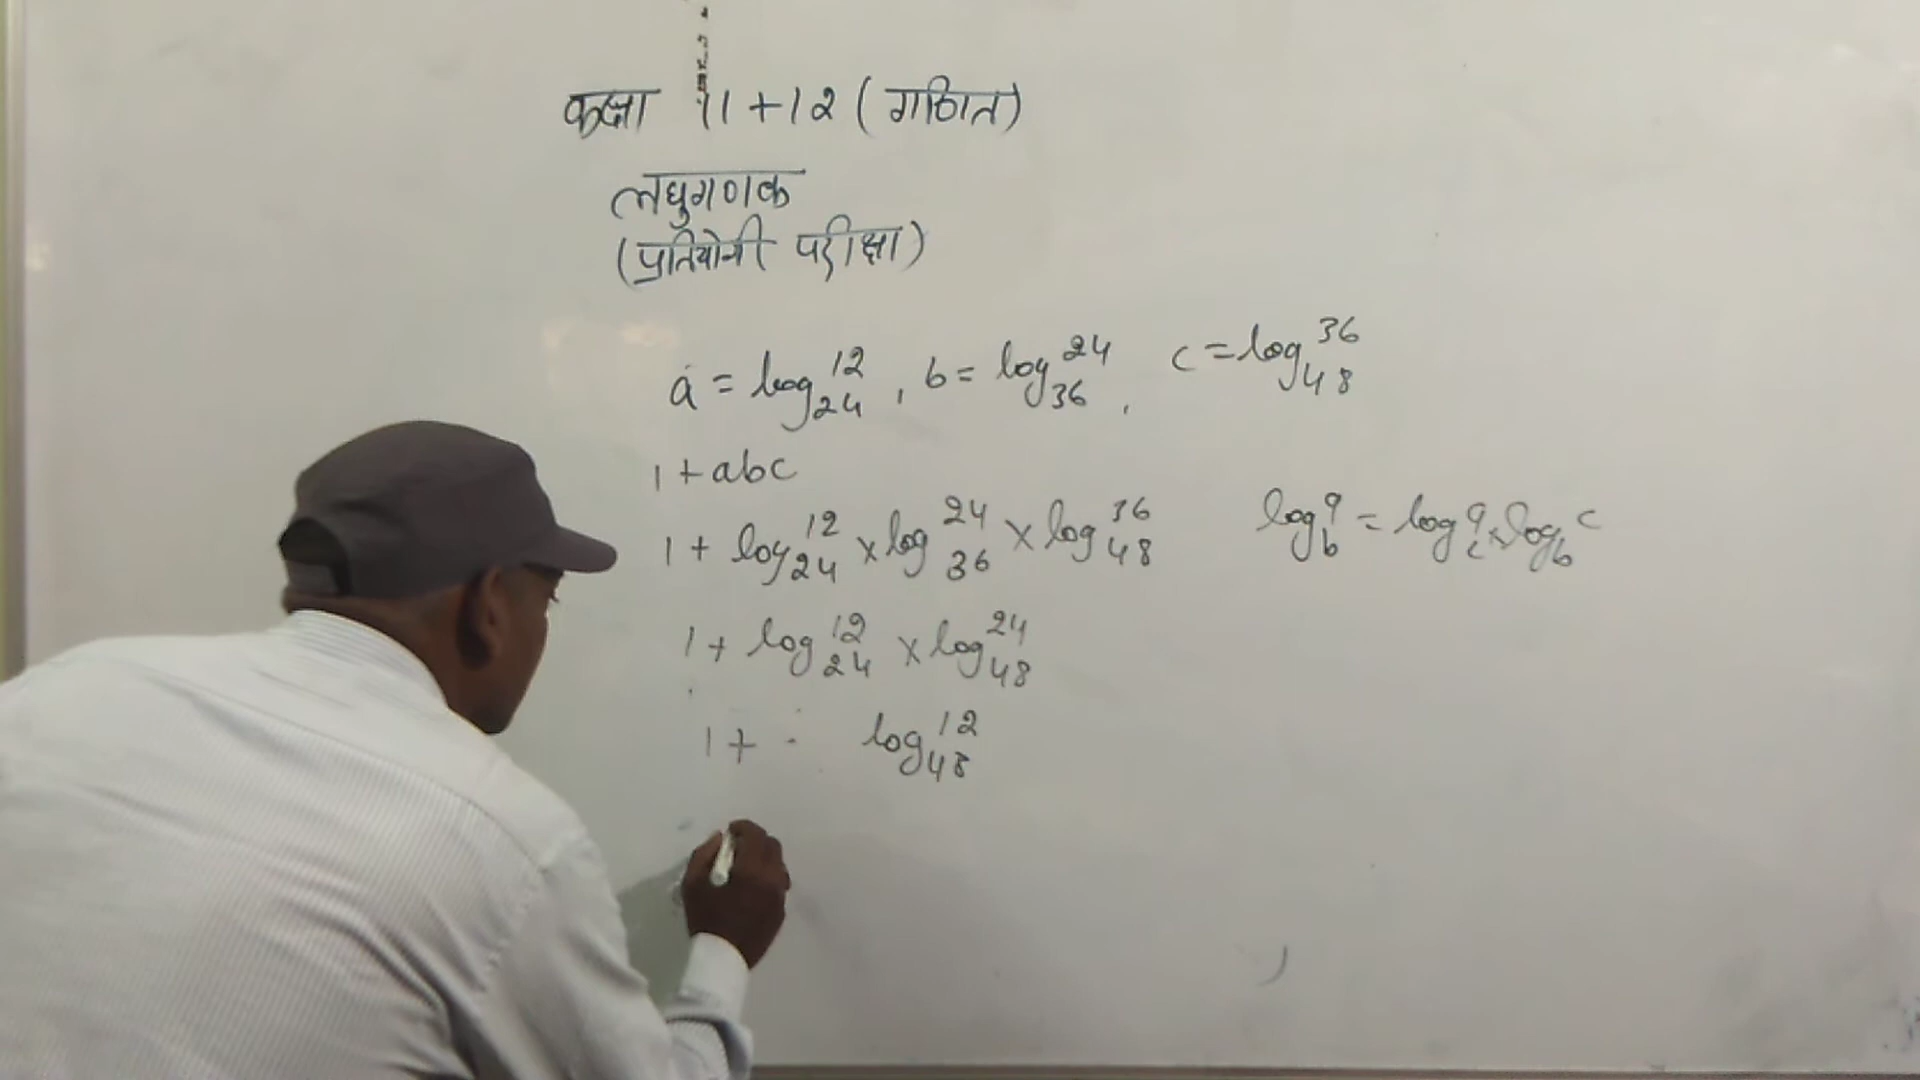 कक्षा 11 + 12 ( गणित )
लघुगणक
( प्रतियोगी परीक्षा )
a = log₂₄¹² , b = log₃₆²⁴ , c = log₄₈³⁶
1 + abc
1 + log₂₄¹² × log₃₆²⁴ × log₄₈³⁶
log_b^a = log_c^a × log_b^c
1 + log₂₄¹² × log₄₈²⁴
1 + log₄₈¹²